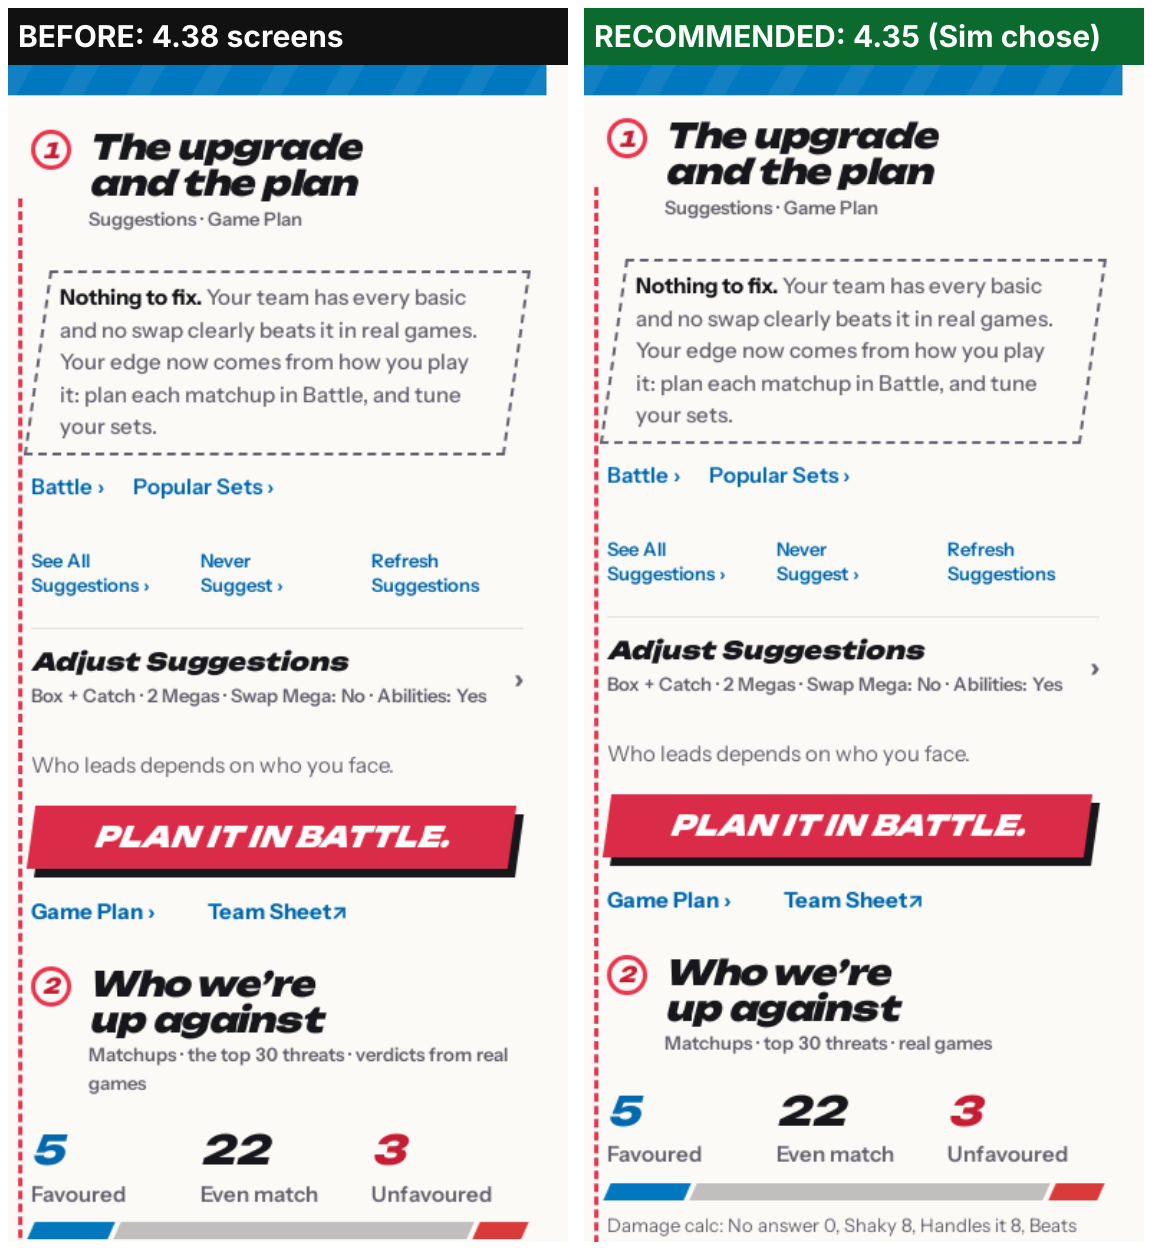 BEFORE: 4.38 screens
1
The upgrade
and the plan
Suggestions · Game Plan
Nothing to fix. Your team has every basic
and no swap clearly beats it in real games.
Your edge now comes from how you play
it: plan each matchup in Battle, and tune
your sets.
Battle › Popular Sets ›
See All
Suggestions ›
Never
Suggest ›
Refresh
Suggestions
Adjust Suggestions
Box + Catch · 2 Megas · Swap Mega: No · Abilities: Yes
›
Who leads depends on who you face.
PLAN IT IN BATTLE.
Game Plan › Team Sheet↗
2
Who we’re
up against
Matchups · the top 30 threats · verdicts from real
games
5 22 3
Favoured Even match Unfavoured
RECOMMENDED: 4.35 (Sim chose)
1
The upgrade
and the plan
Suggestions · Game Plan
Nothing to fix. Your team has every basic
and no swap clearly beats it in real games.
Your edge now comes from how you play
it: plan each matchup in Battle, and tune
your sets.
Battle › Popular Sets ›
See All
Suggestions ›
Never
Suggest ›
Refresh
Suggestions
Adjust Suggestions
Box + Catch · 2 Megas · Swap Mega: No · Abilities: Yes
›
Who leads depends on who you face.
PLAN IT IN BATTLE.
Game Plan › Team Sheet↗
2
Who we’re
up against
Matchups · top 30 threats · real games
5 22 3
Favoured Even match Unfavoured
Damage calc: No answer 0, Shaky 8, Handles it 8, Beats